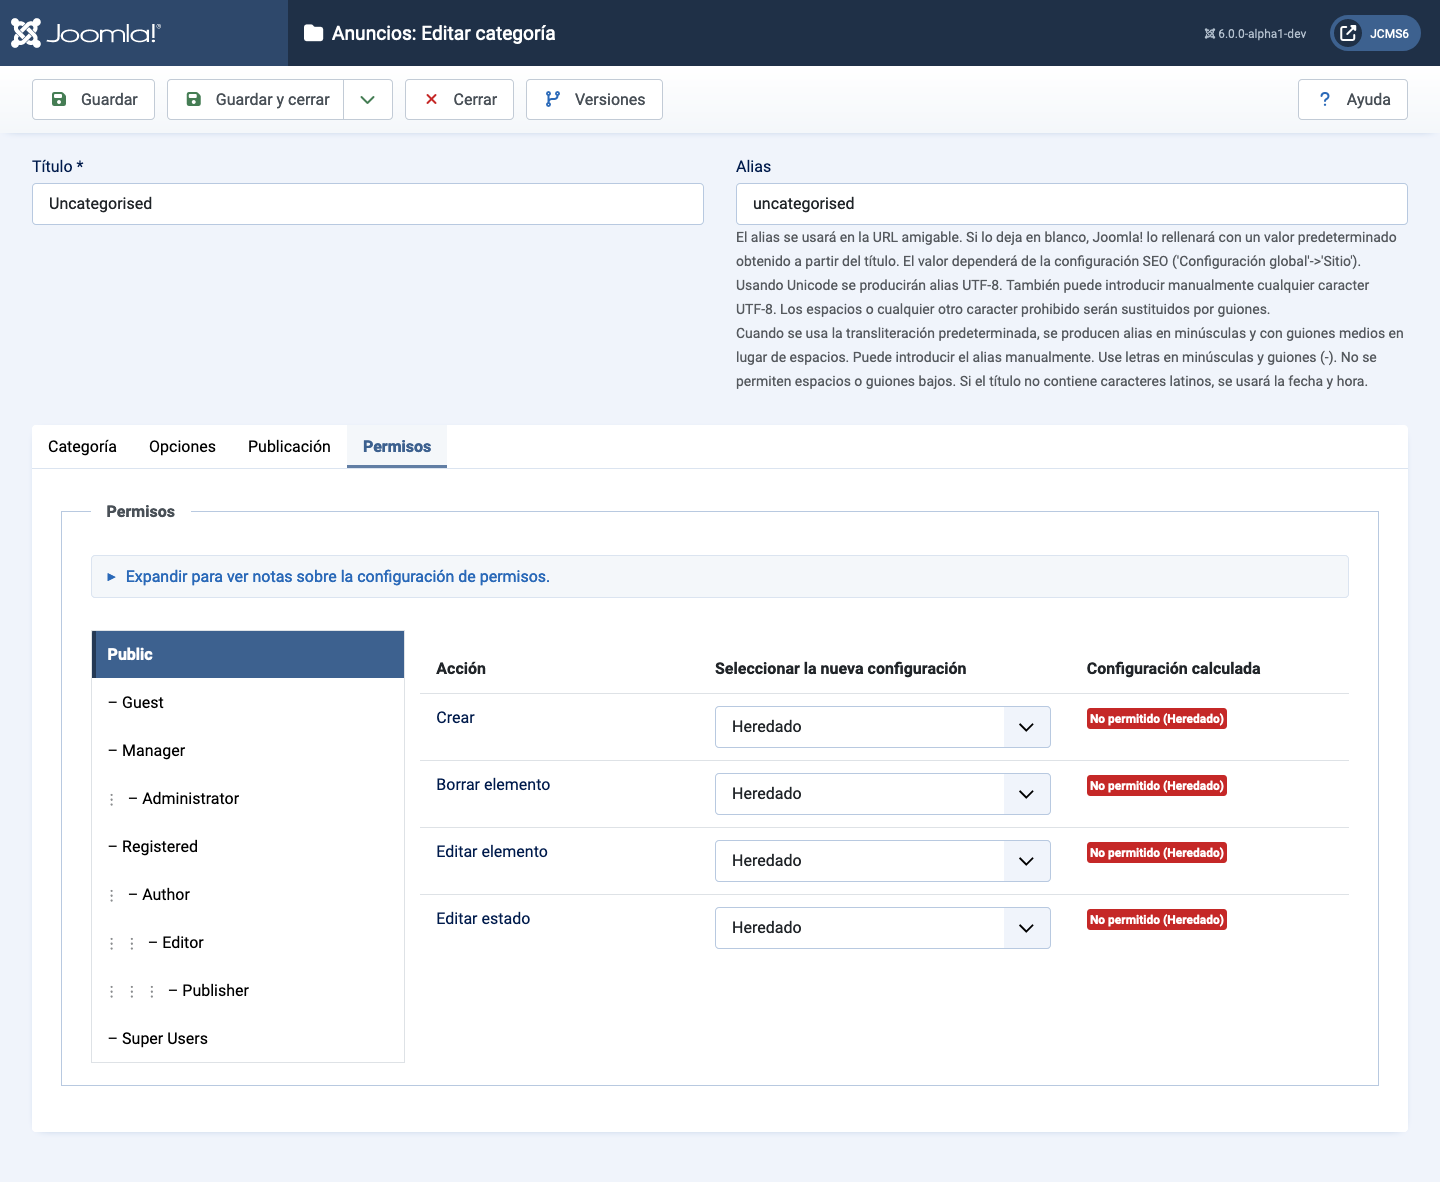 Joomla!®
Anuncios: Editar categoría
6.0.0-alpha1-dev
JCMS6
Guardar
Guardar y cerrar
Cerrar
Versiones
? Ayuda
Título *
Uncategorised
Alias
uncategorised
El alias se usará en la URL amigable. Si lo deja en blanco, Joomla! lo rellenará con un valor predeterminado
obtenido a partir del título. El valor dependerá de la configuración SEO ('Configuración global'->'Sitio').
Usando Unicode se producirán alias UTF-8. También puede introducir manualmente cualquier caracter
UTF-8. Los espacios o cualquier otro caracter prohibido serán sustituidos por guiones.
Cuando se usa la transliteración predeterminada, se producen alias en minúsculas y con guiones medios en
lugar de espacios. Puede introducir el alias manualmente. Use letras en minúsculas y guiones (-). No se
permiten espacios o guiones bajos. Si el título no contiene caracteres latinos, se usará la fecha y hora.
Categoría
Opciones
Publicación
Permisos
Permisos
Expandir para ver notas sobre la configuración de permisos.
Public
– Guest
– Manager
– Administrator
– Registered
– Author
– Editor
– Publisher
– Super Users
Acción
Seleccionar la nueva configuración
Configuración calculada
Crear
Heredado
No permitido (Heredado)
Borrar elemento
Heredado
No permitido (Heredado)
Editar elemento
Heredado
No permitido (Heredado)
Editar estado
Heredado
No permitido (Heredado)